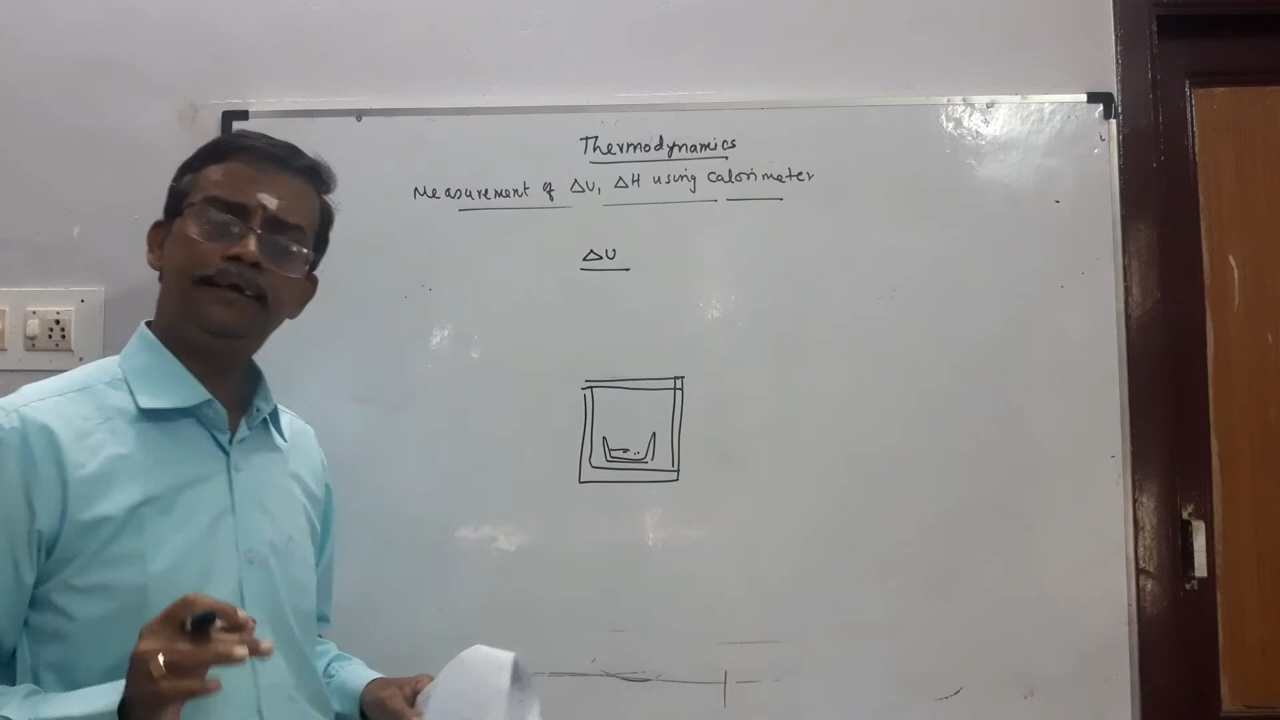 Thermodynamics
Measurement of ΔU, ΔH using calorimeter
ΔU